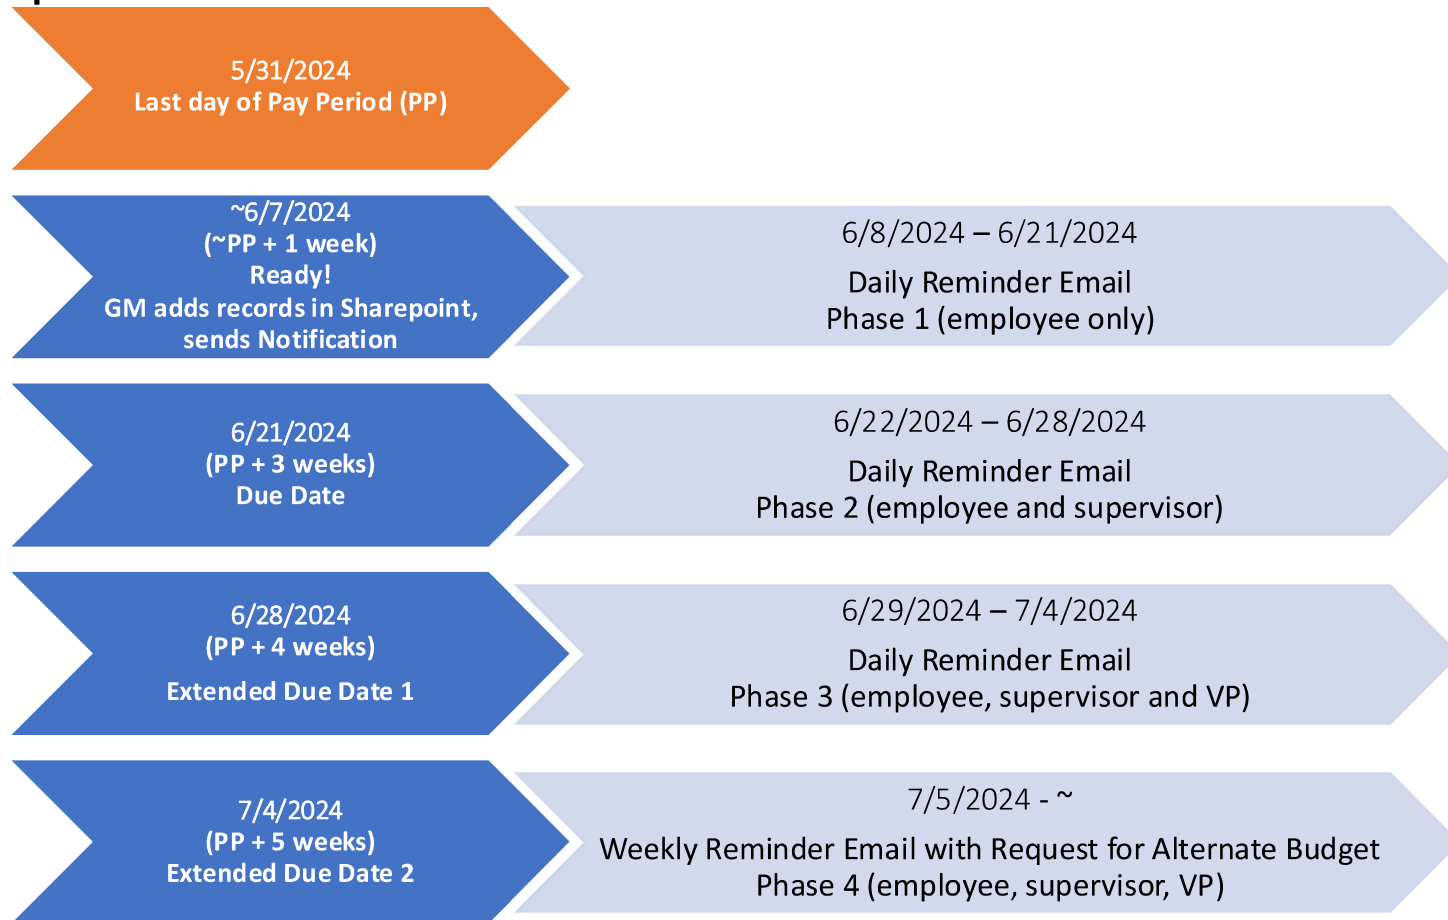 5/31/2024
Last day of Pay Period (PP)
~6/7/2024
(~PP + 1 week)
Ready!
GM adds records in Sharepoint,
sends Notification
6/8/2024 – 6/21/2024
Daily Reminder Email
Phase 1 (employee only)
6/21/2024
(PP + 3 weeks)
Due Date
6/22/2024 – 6/28/2024
Daily Reminder Email
Phase 2 (employee and supervisor)
6/28/2024
(PP + 4 weeks)
Extended Due Date 1
6/29/2024 – 7/4/2024
Daily Reminder Email
Phase 3 (employee, supervisor and VP)
7/4/2024
(PP + 5 weeks)
Extended Due Date 2
7/5/2024 - ~
Weekly Reminder Email with Request for Alternate Budget
Phase 4 (employee, supervisor, VP)